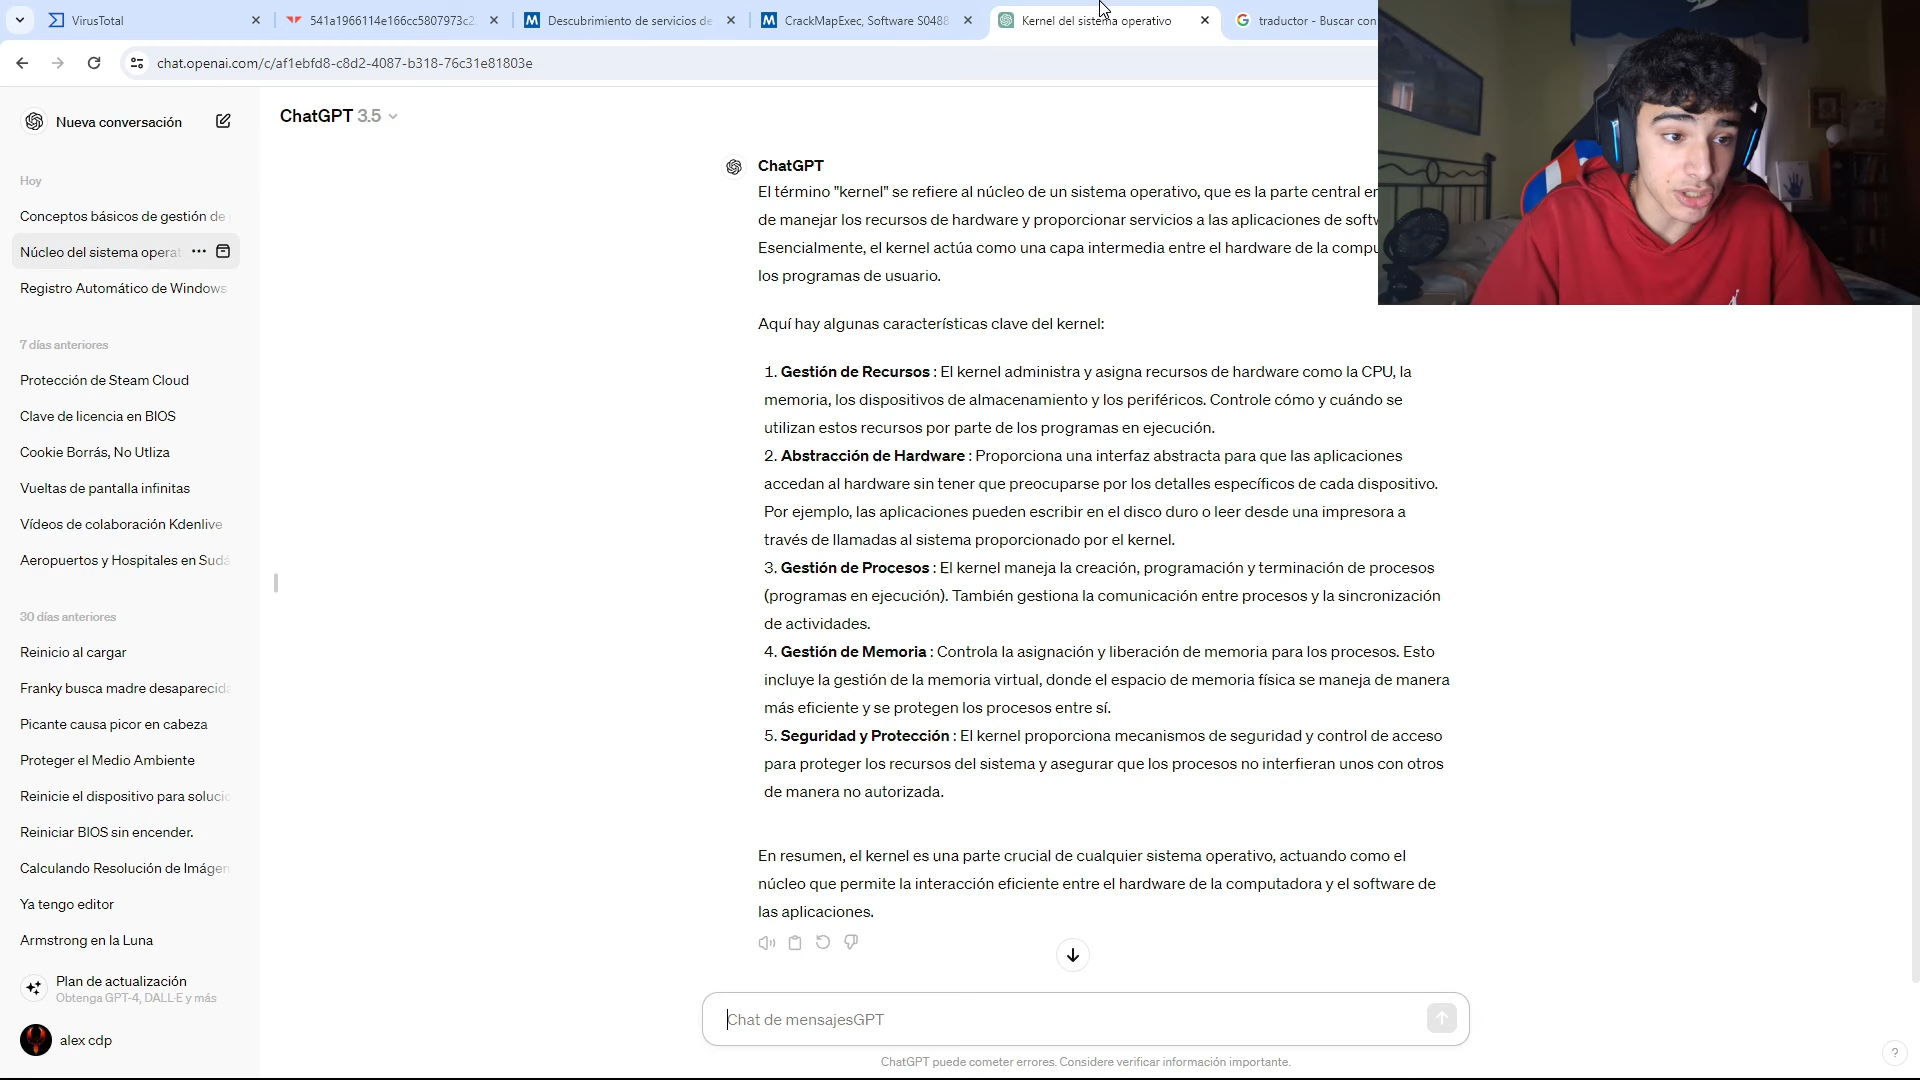 VirusTotal
541a1966114e166cc5807973c2
Descubrimiento de servicios de
CrackMapExec, Software S0488
Kernel del sistema operativo
traductor - Buscar con
chat.openai.com/c/af1ebfd8-c8d2-4087-b318-76c31e81803e
Nueva conversación
ChatGPT 3.5
Hoy
Conceptos básicos de gestión de
Núcleo del sistema opera
Registro Automático de Windows
7 días anteriores
Protección de Steam Cloud
Clave de licencia en BIOS
Cookie Borrás, No Utliza
Vueltas de pantalla infinitas
Vídeos de colaboración Kdenlive
Aeropuertos y Hospitales en Sudá
30 días anteriores
Reinicio al cargar
Franky busca madre desaparecida
Picante causa picor en cabeza
Proteger el Medio Ambiente
Reinicie el dispositivo para soluci
Reiniciar BIOS sin encender.
Calculando Resolución de Imágen
Ya tengo editor
Armstrong en la Luna
Plan de actualización
Obtenga GPT-4, DALL·E y más
alex cdp
ChatGPT
El término "kernel" se refiere al núcleo de un sistema operativo, que es la parte central en
de manejar los recursos de hardware y proporcionar servicios a las aplicaciones de softw
Esencialmente, el kernel actúa como una capa intermedia entre el hardware de la compu
los programas de usuario.
Aquí hay algunas características clave del kernel:
1. Gestión de Recursos : El kernel administra y asigna recursos de hardware como la CPU, la
memoria, los dispositivos de almacenamiento y los periféricos. Controle cómo y cuándo se
utilizan estos recursos por parte de los programas en ejecución.
2. Abstracción de Hardware : Proporciona una interfaz abstracta para que las aplicaciones
accedan al hardware sin tener que preocuparse por los detalles específicos de cada dispositivo.
Por ejemplo, las aplicaciones pueden escribir en el disco duro o leer desde una impresora a
través de llamadas al sistema proporcionado por el kernel.
3. Gestión de Procesos : El kernel maneja la creación, programación y terminación de procesos
(programas en ejecución). También gestiona la comunicación entre procesos y la sincronización
de actividades.
4. Gestión de Memoria : Controla la asignación y liberación de memoria para los procesos. Esto
incluye la gestión de la memoria virtual, donde el espacio de memoria física se maneja de manera
más eficiente y se protegen los procesos entre sí.
5. Seguridad y Protección : El kernel proporciona mecanismos de seguridad y control de acceso
para proteger los recursos del sistema y asegurar que los procesos no interfieran unos con otros
de manera no autorizada.
En resumen, el kernel es una parte crucial de cualquier sistema operativo, actuando como el
núcleo que permite la interacción eficiente entre el hardware de la computadora y el software de
las aplicaciones.
Chat de mensajesGPT
ChatGPT puede cometer errores. Considere verificar información importante.
?